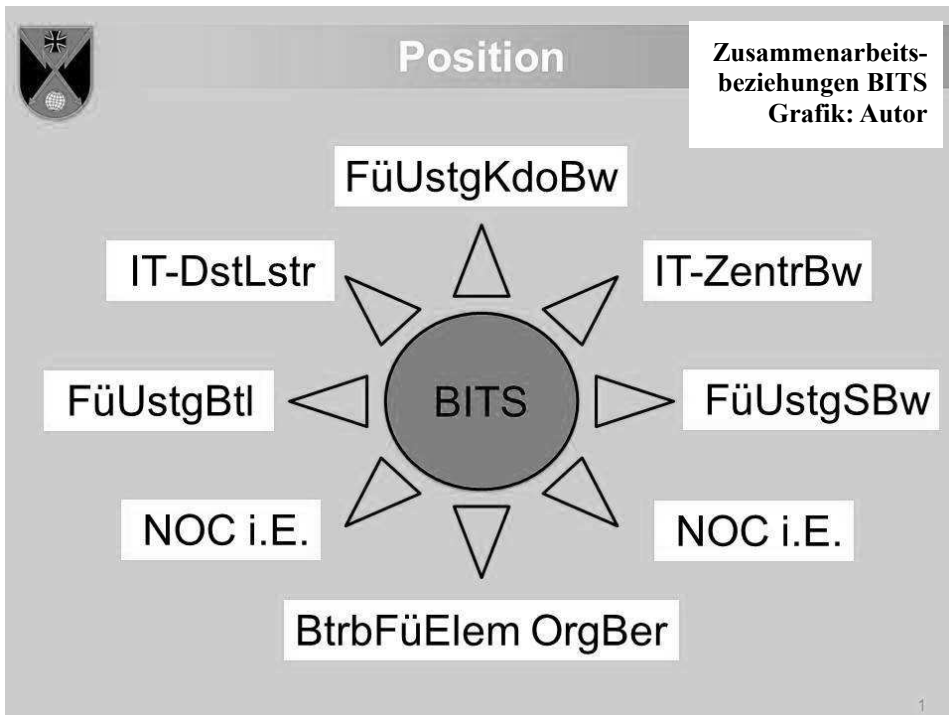 Position
Zusammenarbeits-
beziehungen BITS
Grafik: Autor
FüUstgKdoBw
IT-DstLstr
IT-ZentrBw
FüUstgBtl
BITS
FüUstgSBw
NOC i.E.
NOC i.E.
BtrbFüElem OrgBer
1